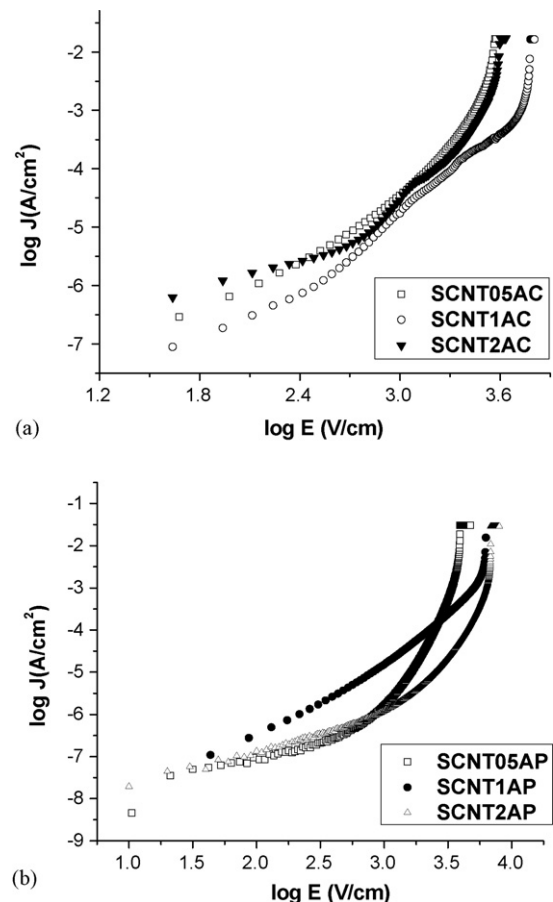 -2
-3
-4
-5
-6
-7
log J(A/cm²)
SCNT05AC
SCNT1AC
SCNT2AC
1.2 1.8 2.4 3.0 3.6
(a)
log E (V/cm)
-1
-2
-3
-4
-5
-6
-7
-8
-9
log J(A/cm²)
SCNT05AP
SCNT1AP
SCNT2AP
1.0 1.5 2.0 2.5 3.0 3.5 4.0
(b)
log E (V/cm)